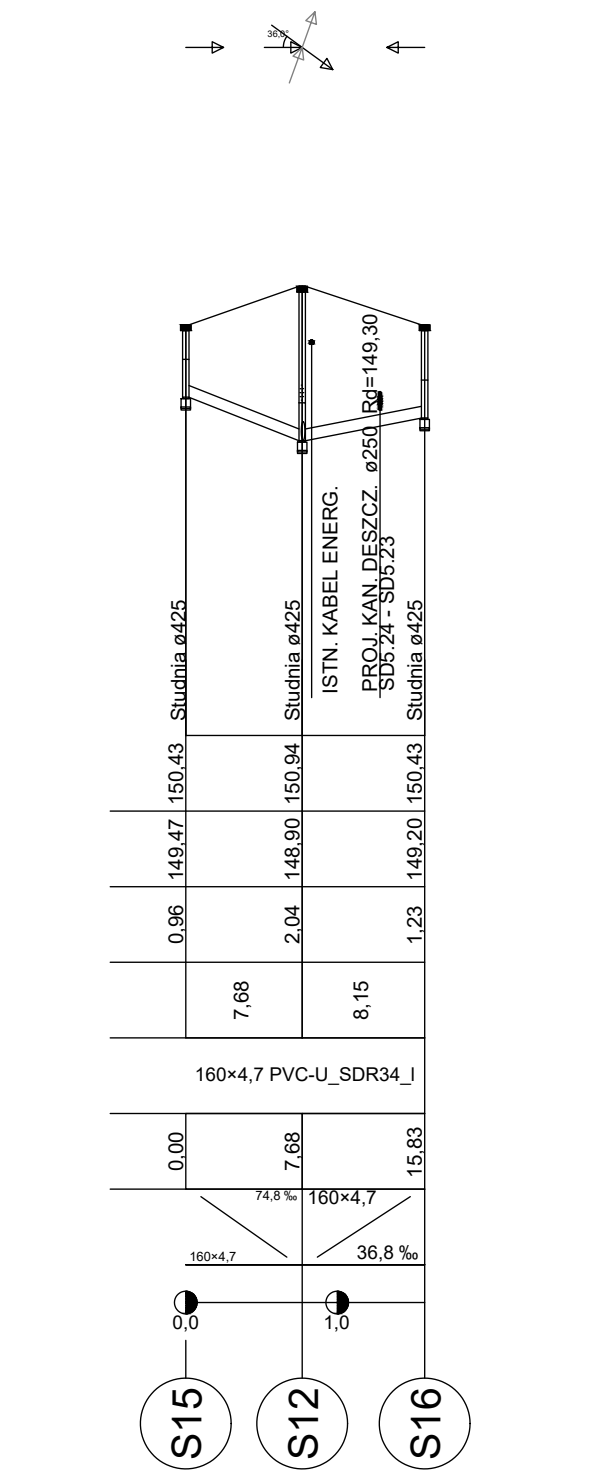 36,0°
ISTN. KABEL ENERG.
PROJ. KAN. DESZCZ. ø250 Rd=149,30
SD5.24 - SD5.23
Studnia ø425
Studnia ø425
Studnia ø425
150,43
150,94
150,43
149,47
148,90
149,20
0,96
2,04
1,23
7,68
8,15
160×4,7 PVC-U_SDR34_l
0,00
7,68
15,83
74,8 ‰
160×4,7
160×4,7
36,8 ‰
0,0
1,0
S15
S12
S16